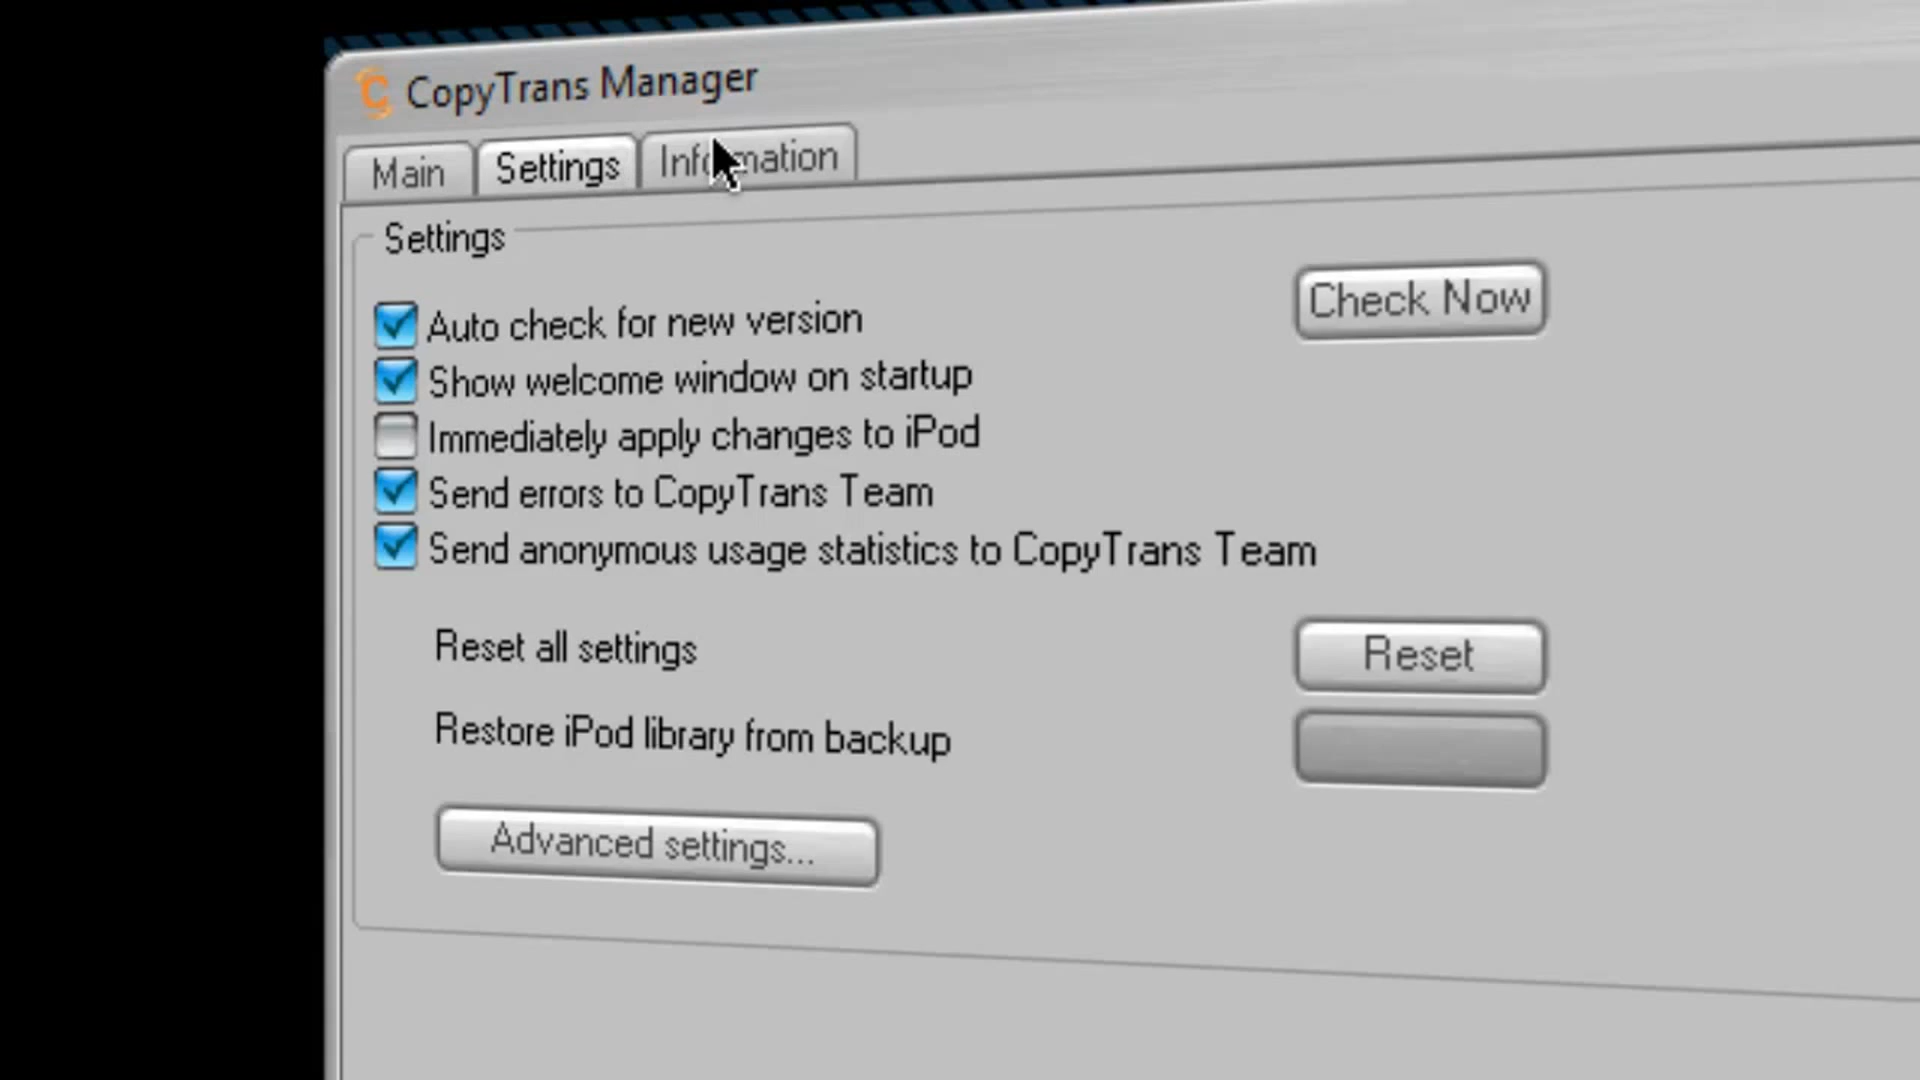 CopyTrans Manager
Main Settings Information
Settings
Auto check for new version Check Now
Show welcome window on startup
Immediately apply changes to iPod
Send errors to CopyTrans Team
Send anonymous usage statistics to CopyTrans Team
Reset all settings Reset
Restore iPod library from backup
Advanced settings...